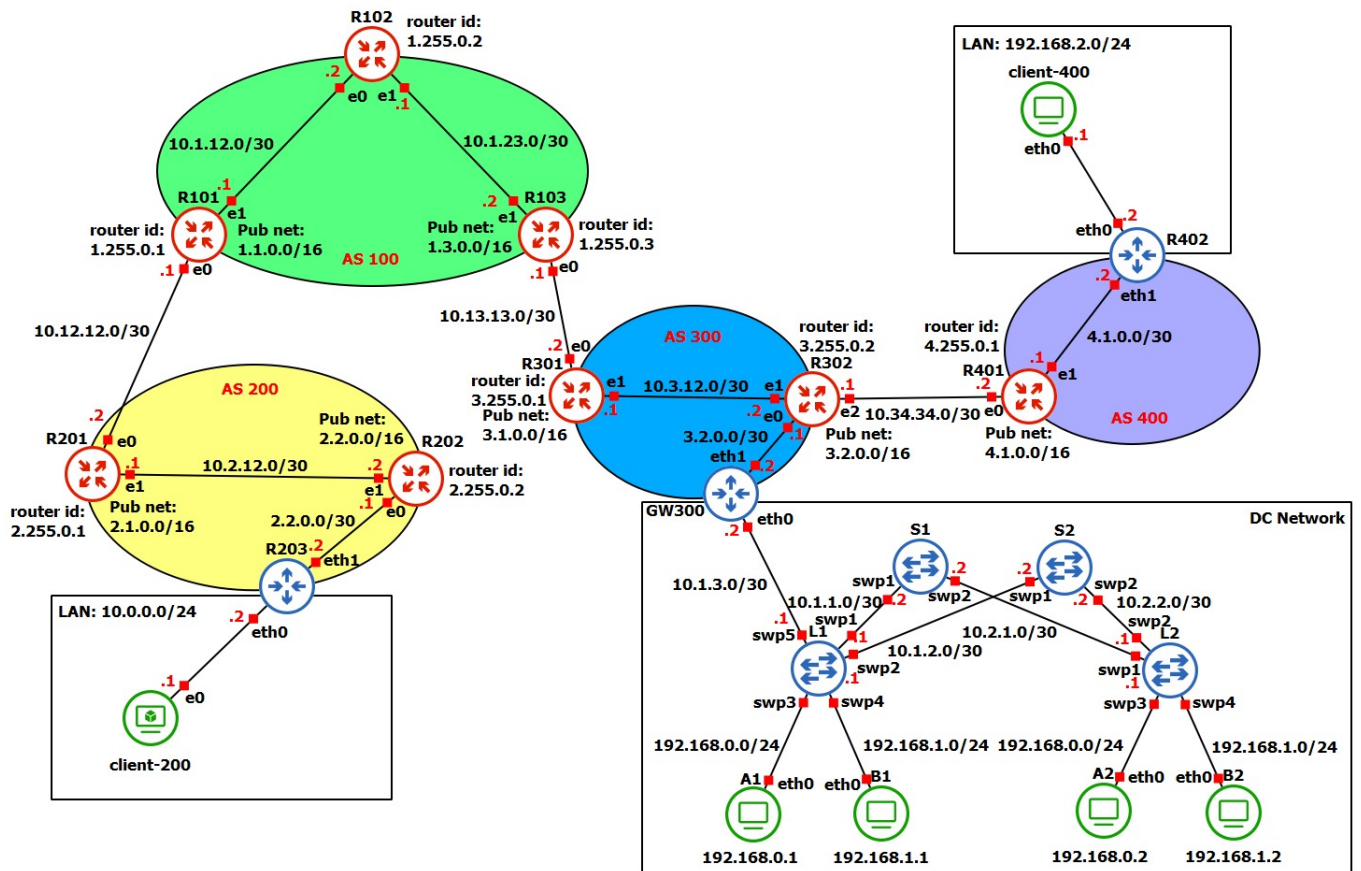 R102
router id:
1.255.0.2
.2
e0
e1
.1
10.1.12.0/30
10.1.23.0/30
.1
R101
e1
.2
R103
e1
router id:
1.255.0.1
Pub net:
1.1.0.0/16
AS 100
Pub net:
1.3.0.0/16
router id:
1.255.0.3
.1
e0
.1
e0
10.12.12.0/30
10.13.13.0/30
LAN: 192.168.2.0/24
client-400
.1
eth0
.2
eth0
R402
.2
eth1
router id:
4.255.0.1
4.1.0.0/30
.1
R401
e1
.2
e0
AS 400
Pub net:
4.1.0.0/16
AS 300
.2
e0
R301
router id:
3.255.0.1
Pub net:
3.1.0.0/16
e1
.1
10.3.12.0/30
router id:
3.255.0.2
R302
e1
.2
e0
.1
.1
e2
10.34.34.0/30
3.2.0.0/30
Pub net:
3.2.0.0/16
eth1
.2
GW300
AS 200
.2
R201
e0
.1
e1
10.2.12.0/30
Pub net:
2.2.0.0/16
R202
.2
e1
.1
e0
router id:
2.255.0.2
router id:
2.255.0.1
Pub net:
2.1.0.0/16
2.2.0.0/30
R203
.2
eth1
LAN: 10.0.0.0/24
.2
eth0
.1
e0
client-200
DC Network
.2
eth0
10.1.3.0/30
.1
swp5
S1
swp1
.2
.2
swp2
S2
.2
swp1
swp2
.2
10.1.1.0/30
swp1
.1
L1
swp2
.1
10.1.2.0/30
10.2.1.0/30
10.2.2.0/30
swp2
.1
L2
swp1
.1
swp3
swp4
swp3
swp4
192.168.0.0/24
192.168.1.0/24
192.168.0.0/24
192.168.1.0/24
A1
eth0
eth0
B1
A2
eth0
eth0
B2
192.168.0.1
192.168.1.1
192.168.0.2
192.168.1.2